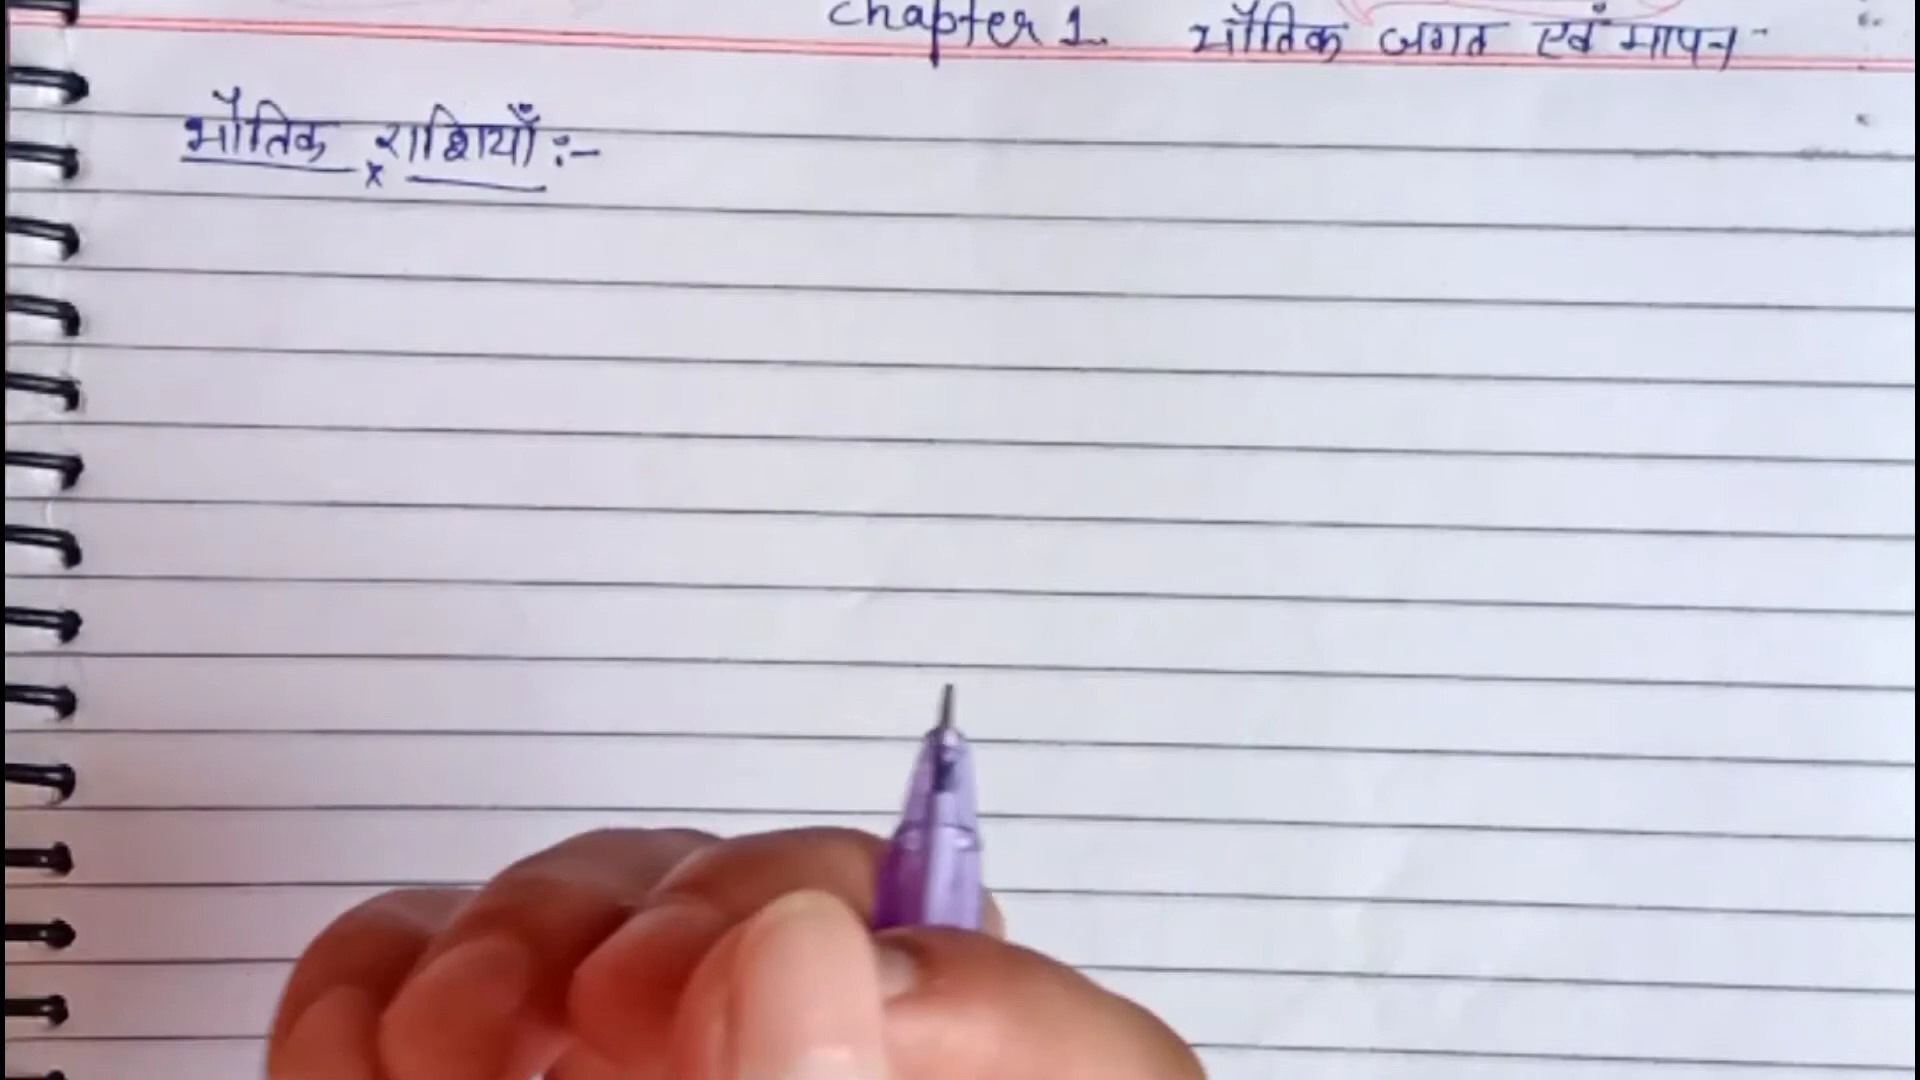 Chapter 1. भौतिक जगत एवं मापन -
भौतिक राशियाँ :-